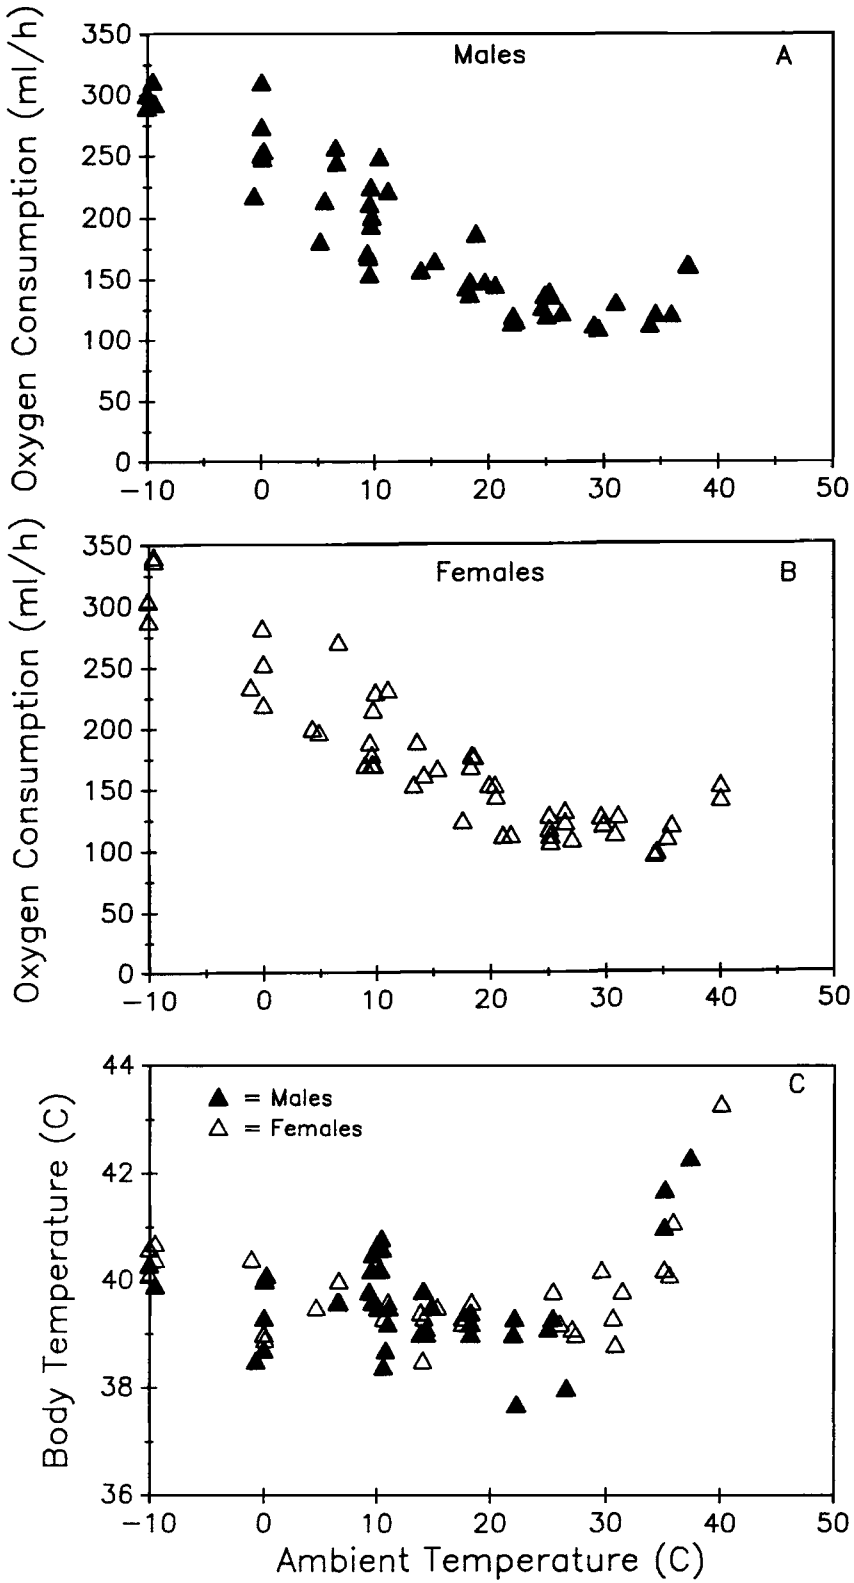 350
300
250
200
150
100
50
0
Oxygen Consumption (ml/h)
Males
A
−10 0 10 20 30 40 50
350
300
250
200
150
100
50
0
Oxygen Consumption (ml/h)
Females
B
−10 0 10 20 30 40 50
44
42
40
38
36
Body Temperature (C)
C
▲ = Males
△ = Females
−10 0 10 20 30 40 50
Ambient Temperature (C)